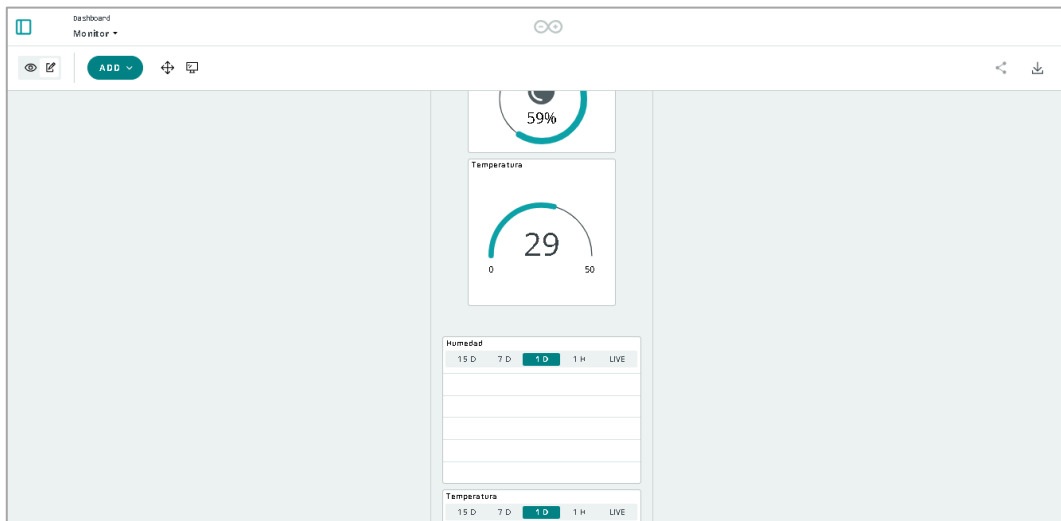 Dashboard
Monitor
ADD
59%
Temperatura
29
0 50
Humedad
15 D 7 D 1 D 1 H LIVE
Temperatura
15 D 7 D 1 D 1 H LIVE